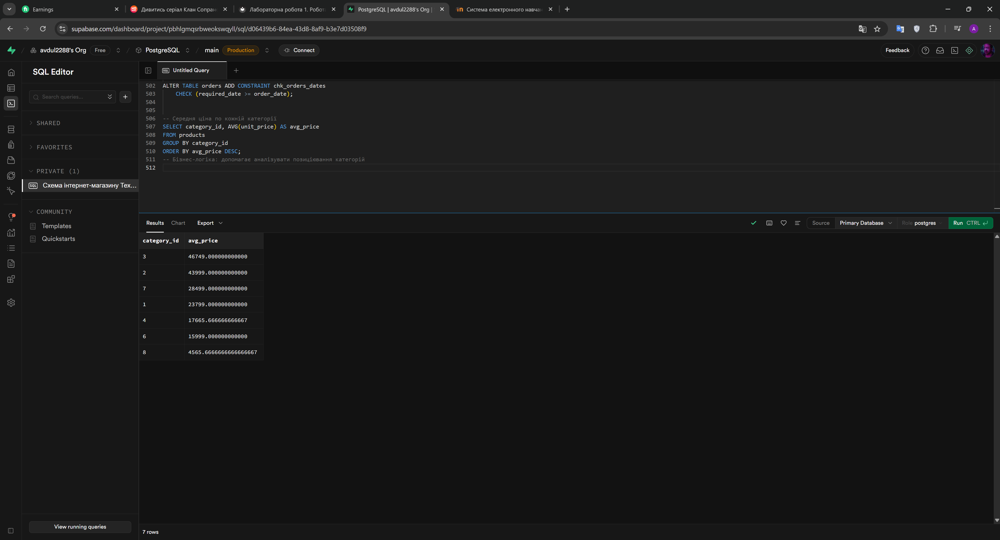 Earnings
Дивитись серіал Клан Сопран
Лабораторна робота 1. Робот
PostgreSQL | avdul2288's Org |
Система електронного навчан
supabase.com/dashboard/project/pbhlgmqsrbweokswqyll/sql/d06439b6-84ea-43d8-8af9-b3e7d03508f9
A
avdul2288's Org Free / PostgreSQL / main Production Connect
Feedback
SQL Editor
SQL Untitled Query
Search queries...
SHARED
FAVORITES
PRIVATE (1)
SQL Схема інтернет-магазину Тех...
COMMUNITY
Templates
Quickstarts
View running queries
502 ALTER TABLE orders ADD CONSTRAINT chk_orders_dates
503 CHECK (required_date >= order_date);
504
505
506 -- Середня ціна по кожній категорії
507 SELECT category_id, AVG(unit_price) AS avg_price
508 FROM products
509 GROUP BY category_id
510 ORDER BY avg_price DESC;
511 -- Бізнес-логіка: допомагає аналізувати позиціювання категорій
512
Results Chart Export
Source Primary Database Role postgres Run CTRL
category_id avg_price
3 46749.000000000000
2 43999.000000000000
7 28499.000000000000
1 23799.000000000000
4 17665.666666666667
6 15999.000000000000
8 4565.6666666666666667
7 rows